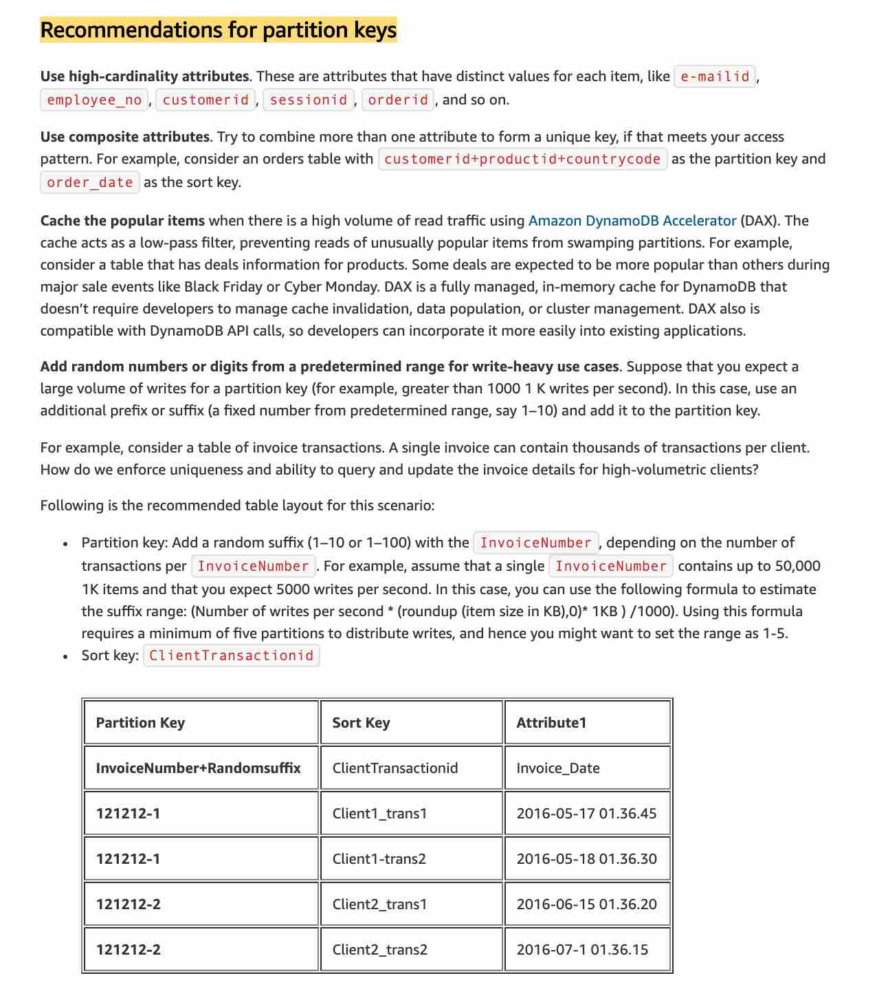 Recommendations for partition keys
Use high-cardinality attributes. These are attributes that have distinct values for each item, like e-mailid,
employee_no, customerid, sessionid, orderid, and so on.
Use composite attributes. Try to combine more than one attribute to form a unique key, if that meets your access
pattern. For example, consider an orders table with customerid+productid+countrycode as the partition key and
order_date as the sort key.
Cache the popular items when there is a high volume of read traffic using Amazon DynamoDB Accelerator (DAX). The
cache acts as a low-pass filter, preventing reads of unusually popular items from swamping partitions. For example,
consider a table that has deals information for products. Some deals are expected to be more popular than others during
major sale events like Black Friday or Cyber Monday. DAX is a fully managed, in-memory cache for DynamoDB that
doesn’t require developers to manage cache invalidation, data population, or cluster management. DAX also is
compatible with DynamoDB API calls, so developers can incorporate it more easily into existing applications.
Add random numbers or digits from a predetermined range for write-heavy use cases. Suppose that you expect a
large volume of writes for a partition key (for example, greater than 1000 1 K writes per second). In this case, use an
additional prefix or suffix (a fixed number from predetermined range, say 1–10) and add it to the partition key.
For example, consider a table of invoice transactions. A single invoice can contain thousands of transactions per client.
How do we enforce uniqueness and ability to query and update the invoice details for high-volumetric clients?
Following is the recommended table layout for this scenario:
• Partition key: Add a random suffix (1–10 or 1–100) with the InvoiceNumber, depending on the number of
transactions per InvoiceNumber. For example, assume that a single InvoiceNumber contains up to 50,000
1K items and that you expect 5000 writes per second. In this case, you can use the following formula to estimate
the suffix range: (Number of writes per second * (roundup (item size in KB),0)* 1KB ) /1000). Using this formula
requires a minimum of five partitions to distribute writes, and hence you might want to set the range as 1-5.
• Sort key: ClientTransactionid
Partition Key Sort Key Attribute1
InvoiceNumber+Randomsuffix ClientTransactionid Invoice_Date
121212-1 Client1_trans1 2016-05-17 01.36.45
121212-1 Client1-trans2 2016-05-18 01.36.30
121212-2 Client2_trans1 2016-06-15 01.36.20
121212-2 Client2_trans2 2016-07-1 01.36.15